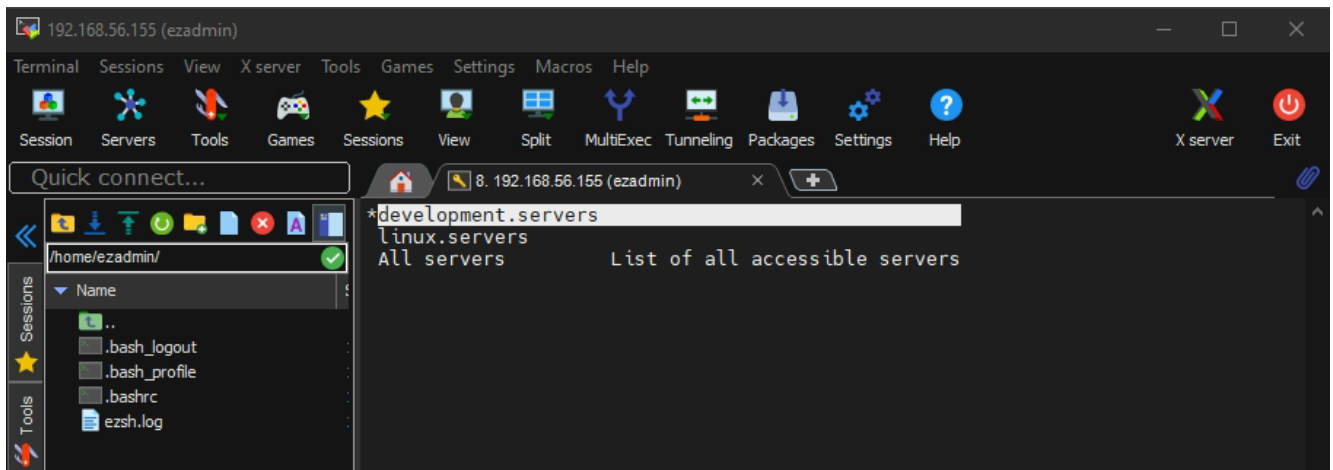 192.168.56.155 (ezadmin)
Terminal Sessions View X server Tools Games Settings Macros Help
Session Servers Tools Games Sessions View Split MultiExec Tunneling Packages Settings Help X server Exit
Quick connect...
8. 192.168.56.155 (ezadmin)
/home/ezadmin/
Name
..
.bash_logout
.bash_profile
.bashrc
ezsh.log
Sessions
Tools
*development.servers
linux.servers
All servers List of all accessible servers